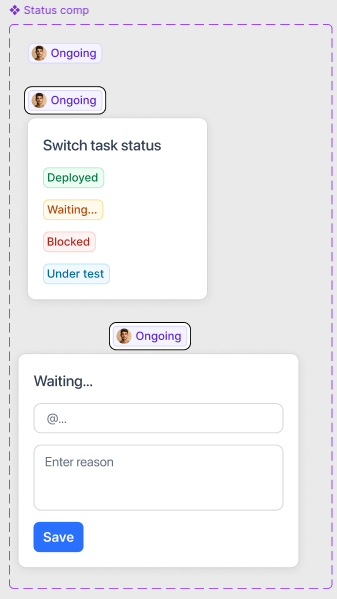 Status comp
Ongoing
Ongoing
Switch task status
Deployed
Waiting...
Blocked
Under test
Ongoing
Waiting...
@...
Enter reason
Save